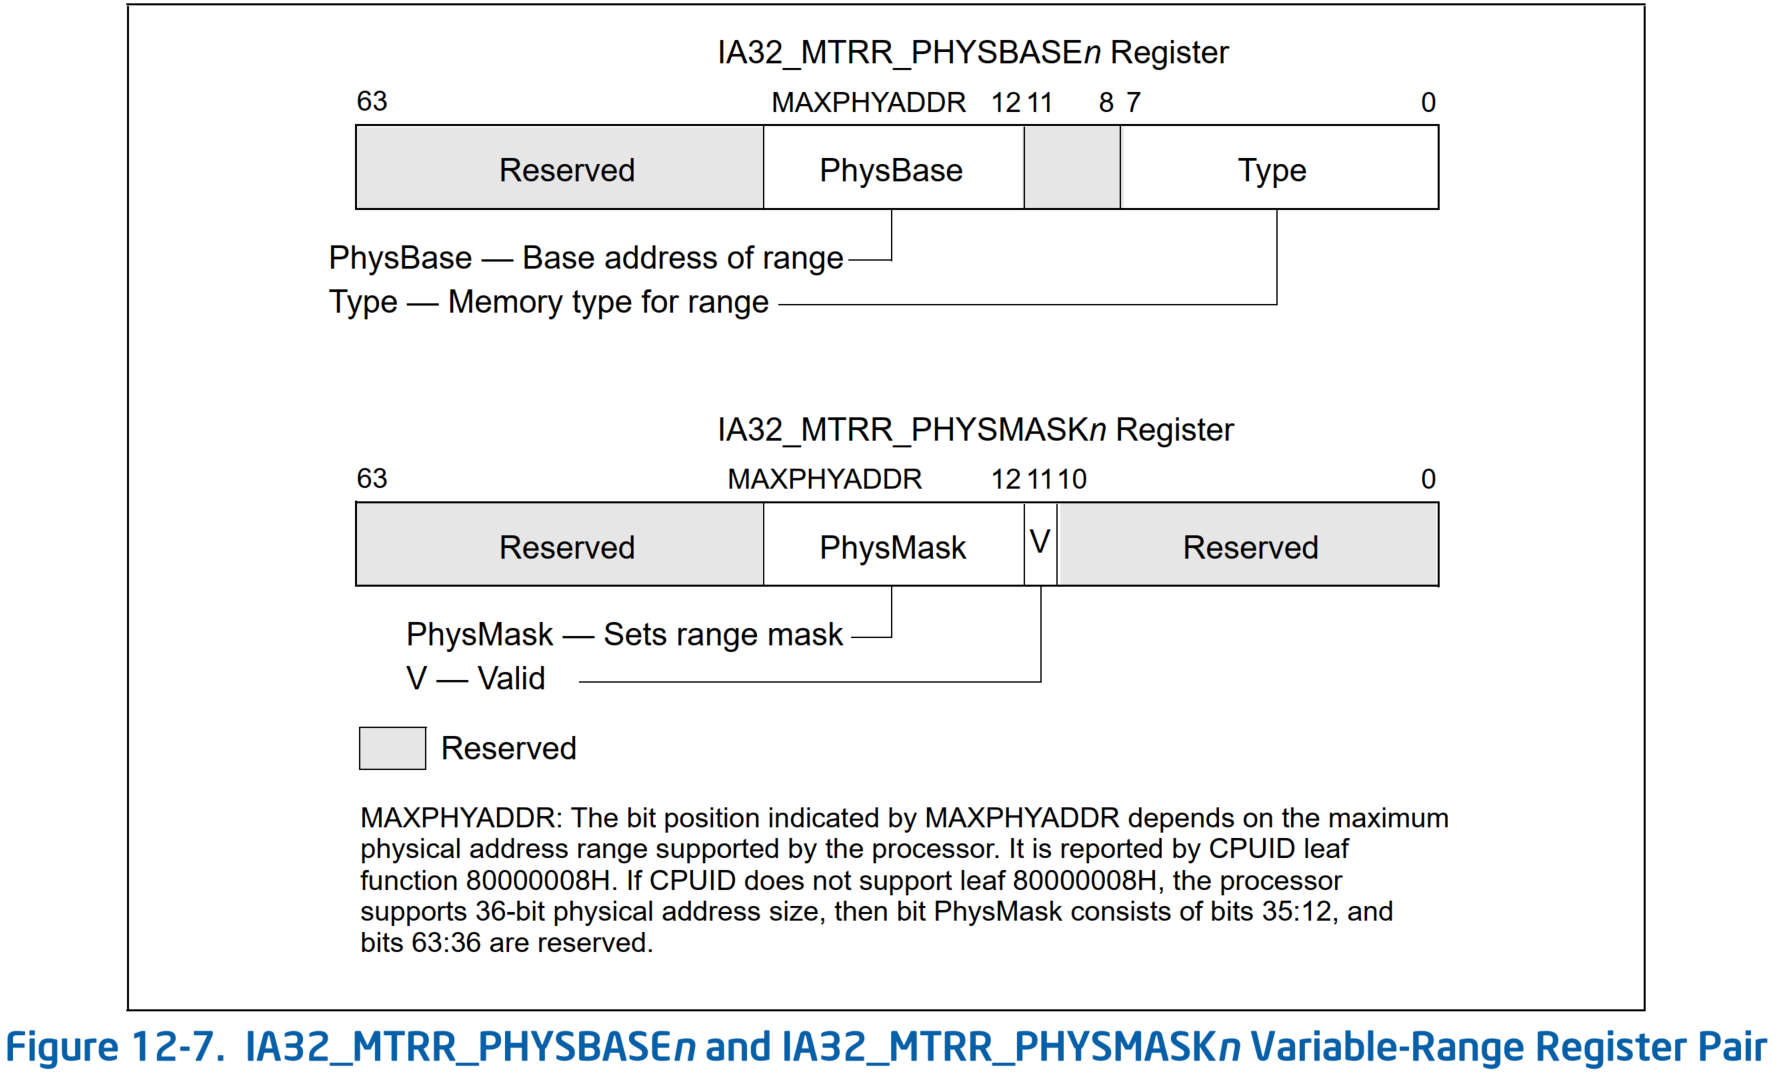 IA32_MTRR_PHYSBASEn Register
63 MAXPHYADDR 12 11 8 7 0
Reserved PhysBase Type
PhysBase — Base address of range
Type — Memory type for range
IA32_MTRR_PHYSMASKn Register
63 MAXPHYADDR 12 11 10 0
Reserved PhysMask V Reserved
PhysMask — Sets range mask
V — Valid
Reserved
MAXPHYADDR: The bit position indicated by MAXPHYADDR depends on the maximum
physical address range supported by the processor. It is reported by CPUID leaf
function 80000008H. If CPUID does not support leaf 80000008H, the processor
supports 36-bit physical address size, then bit PhysMask consists of bits 35:12, and
bits 63:36 are reserved.
Figure 12-7. IA32_MTRR_PHYSBASEn and IA32_MTRR_PHYSMASKn Variable-Range Register Pair